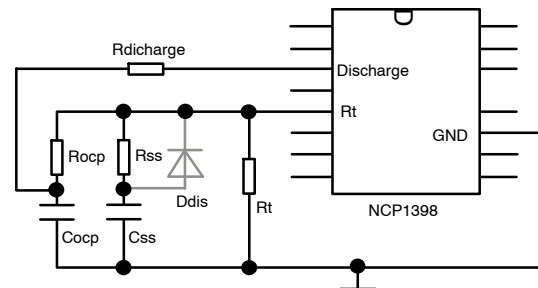 Rdicharge
Discharge
Rt
GND
Rocp
Rss
Ddis
Rt
NCP1398
Cocp
Css